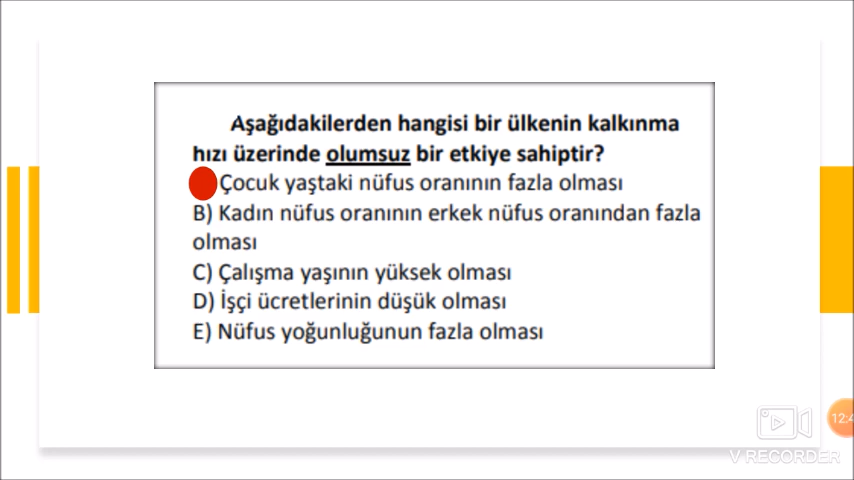 Aşağıdakilerden hangisi bir ülkenin kalkınma
hızı üzerinde olumsuz bir etkiye sahiptir?
Çocuk yaştaki nüfus oranının fazla olması
B) Kadın nüfus oranının erkek nüfus oranından fazla
olması
C) Çalışma yaşının yüksek olması
D) İşçi ücretlerinin düşük olması
E) Nüfus yoğunluğunun fazla olması
V RECORDER